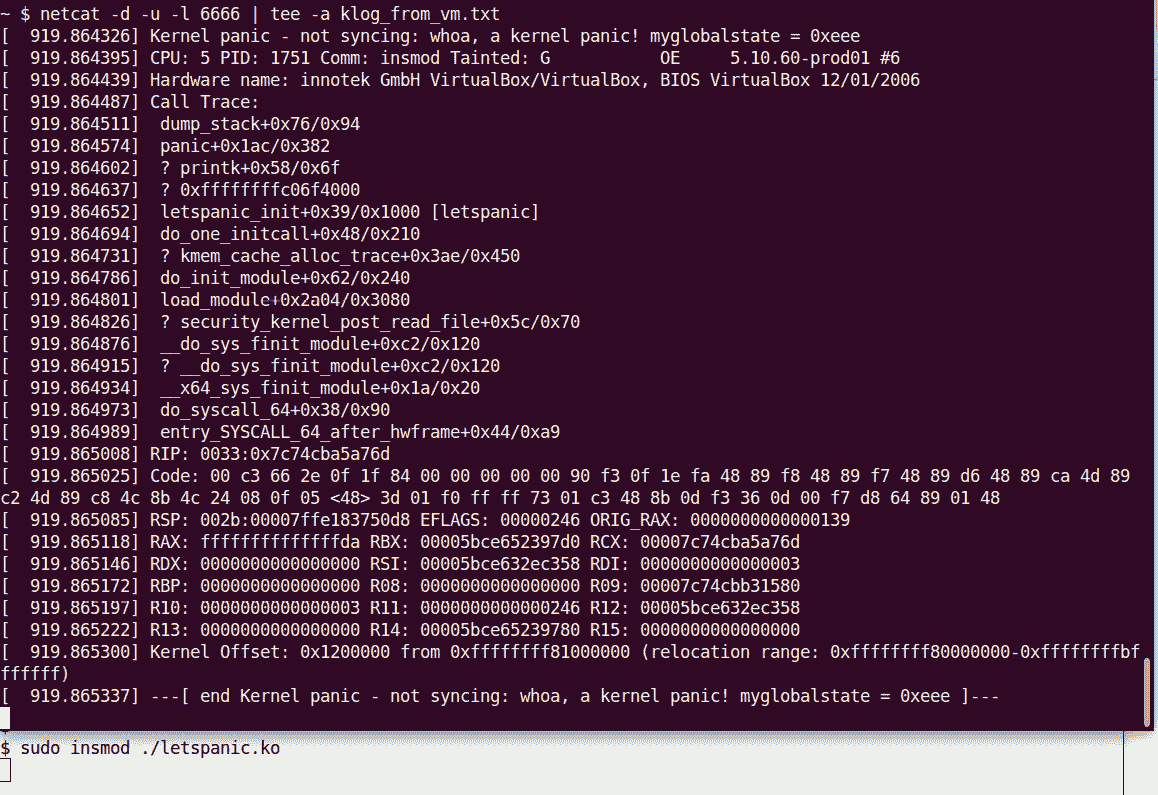 ~ $ netcat -d -u -l 6666 | tee -a klog_from_vm.txt
[  919.864326] Kernel panic - not syncing: whoa, a kernel panic! myglobalstate = 0xeee
[  919.864395] CPU: 5 PID: 1751 Comm: insmod Tainted: G           OE     5.10.60-prod01 #6
[  919.864439] Hardware name: innotek GmbH VirtualBox/VirtualBox, BIOS VirtualBox 12/01/2006
[  919.864487] Call Trace:
[  919.864511]  dump_stack+0x76/0x94
[  919.864574]  panic+0x1ac/0x382
[  919.864602]  ? printk+0x58/0x6f
[  919.864637]  ? 0xffffffffc06f4000
[  919.864652]  letspanic_init+0x39/0x1000 [letspanic]
[  919.864694]  do_one_initcall+0x48/0x210
[  919.864731]  ? kmem_cache_alloc_trace+0x3ae/0x450
[  919.864786]  do_init_module+0x62/0x240
[  919.864801]  load_module+0x2a04/0x3080
[  919.864826]  ? security_kernel_post_read_file+0x5c/0x70
[  919.864876]  __do_sys_finit_module+0xc2/0x120
[  919.864915]  ? __do_sys_finit_module+0xc2/0x120
[  919.864934]  __x64_sys_finit_module+0x1a/0x20
[  919.864973]  do_syscall_64+0x38/0x90
[  919.864989]  entry_SYSCALL_64_after_hwframe+0x44/0xa9
[  919.865008] RIP: 0033:0x7c74cba5a76d
[  919.865025] Code: 00 c3 66 2e 0f 1f 84 00 00 00 00 00 90 f3 0f 1e fa 48 89 f8 48 89 f7 48 89 d6 48 89 ca 4d 89
c2 4d 89 c8 4c 8b 4c 24 08 0f 05 <48> 3d 01 f0 ff ff 73 01 c3 48 8b 0d f3 36 0d 00 f7 d8 64 89 01 48
[  919.865085] RSP: 002b:00007ffe183750d8 EFLAGS: 00000246 ORIG_RAX: 0000000000000139
[  919.865118] RAX: ffffffffffffffda RBX: 00005bce652397d0 RCX: 00007c74cba5a76d
[  919.865146] RDX: 0000000000000000 RSI: 00005bce632ec358 RDI: 0000000000000003
[  919.865172] RBP: 0000000000000000 R08: 0000000000000000 R09: 00007c74cbb31580
[  919.865197] R10: 0000000000000003 R11: 0000000000000246 R12: 00005bce632ec358
[  919.865222] R13: 0000000000000000 R14: 00005bce65239780 R15: 0000000000000000
[  919.865300] Kernel Offset: 0x1200000 from 0xffffffff81000000 (relocation range: 0xffffffff80000000-0xffffffffbf
ffffff)
[  919.865337] ---[ end Kernel panic - not syncing: whoa, a kernel panic! myglobalstate = 0xeee ]---
$ sudo insmod ./letspanic.ko